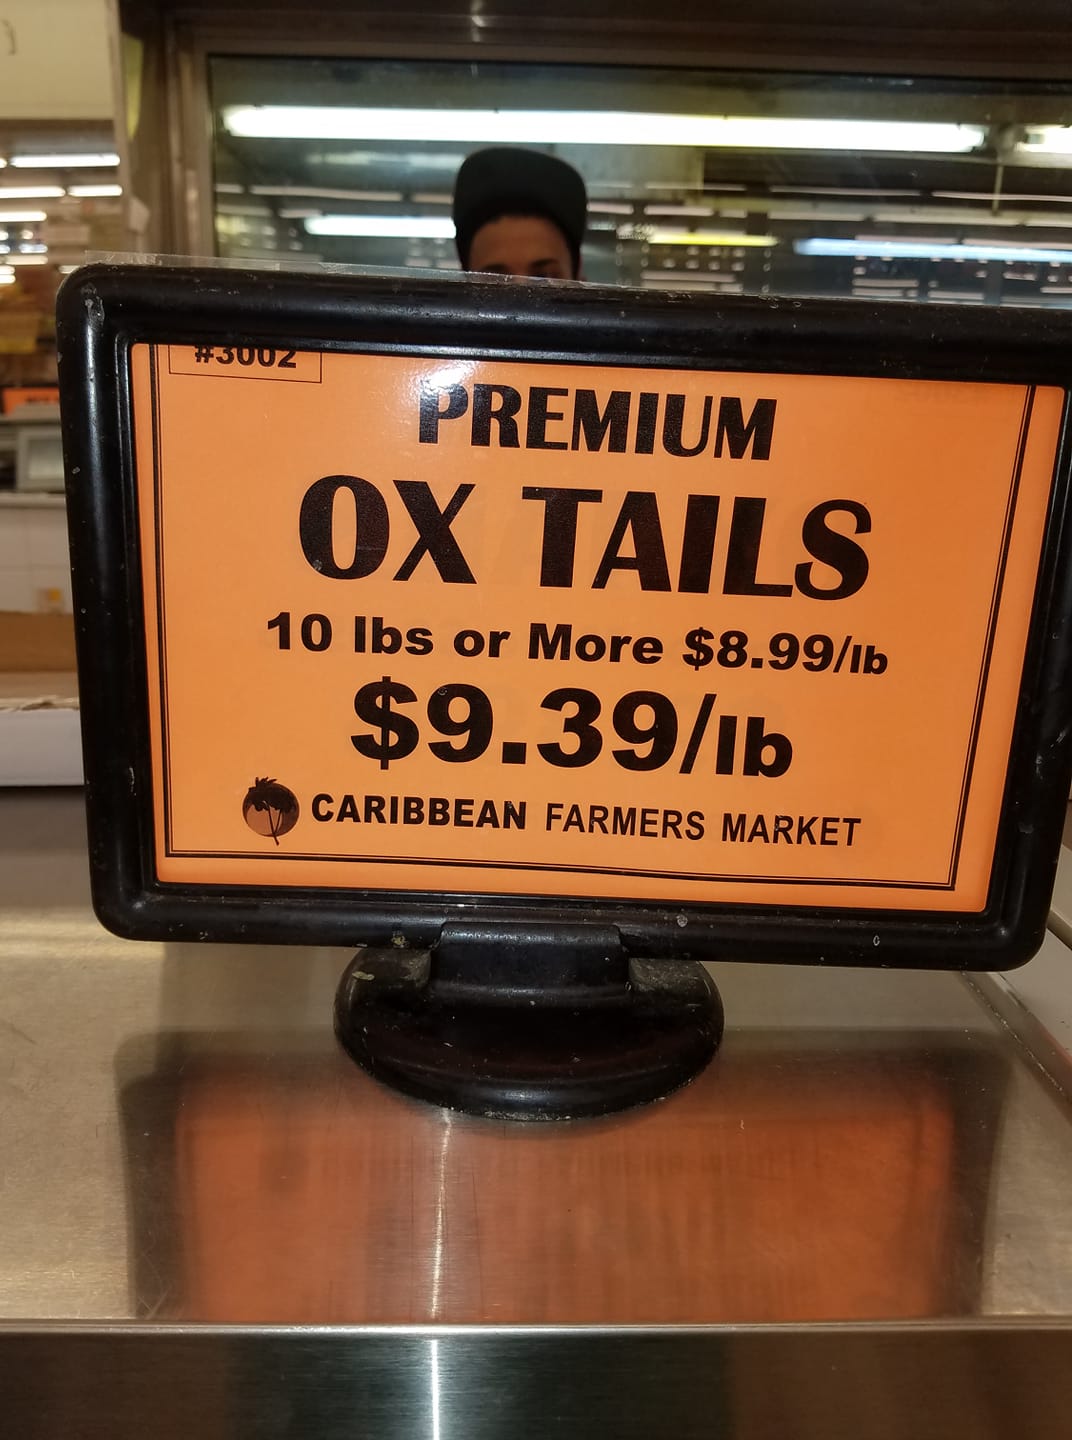 #3002
PREMIUM
OX TAILS
10 lbs or More $8.99/lb
$9.39/lb
CARIBBEAN FARMERS MARKET